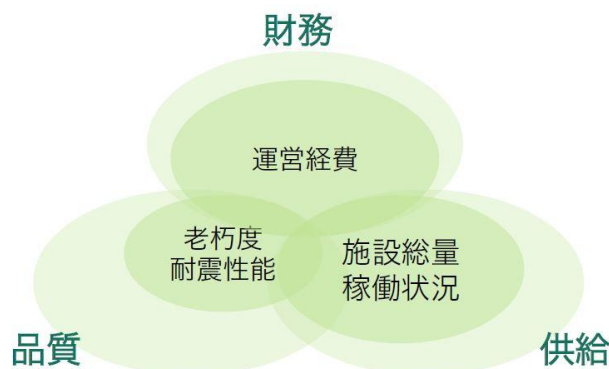 財務
運営経費
老朽度
耐震性能
施設総量
稼働状況
品質
供給